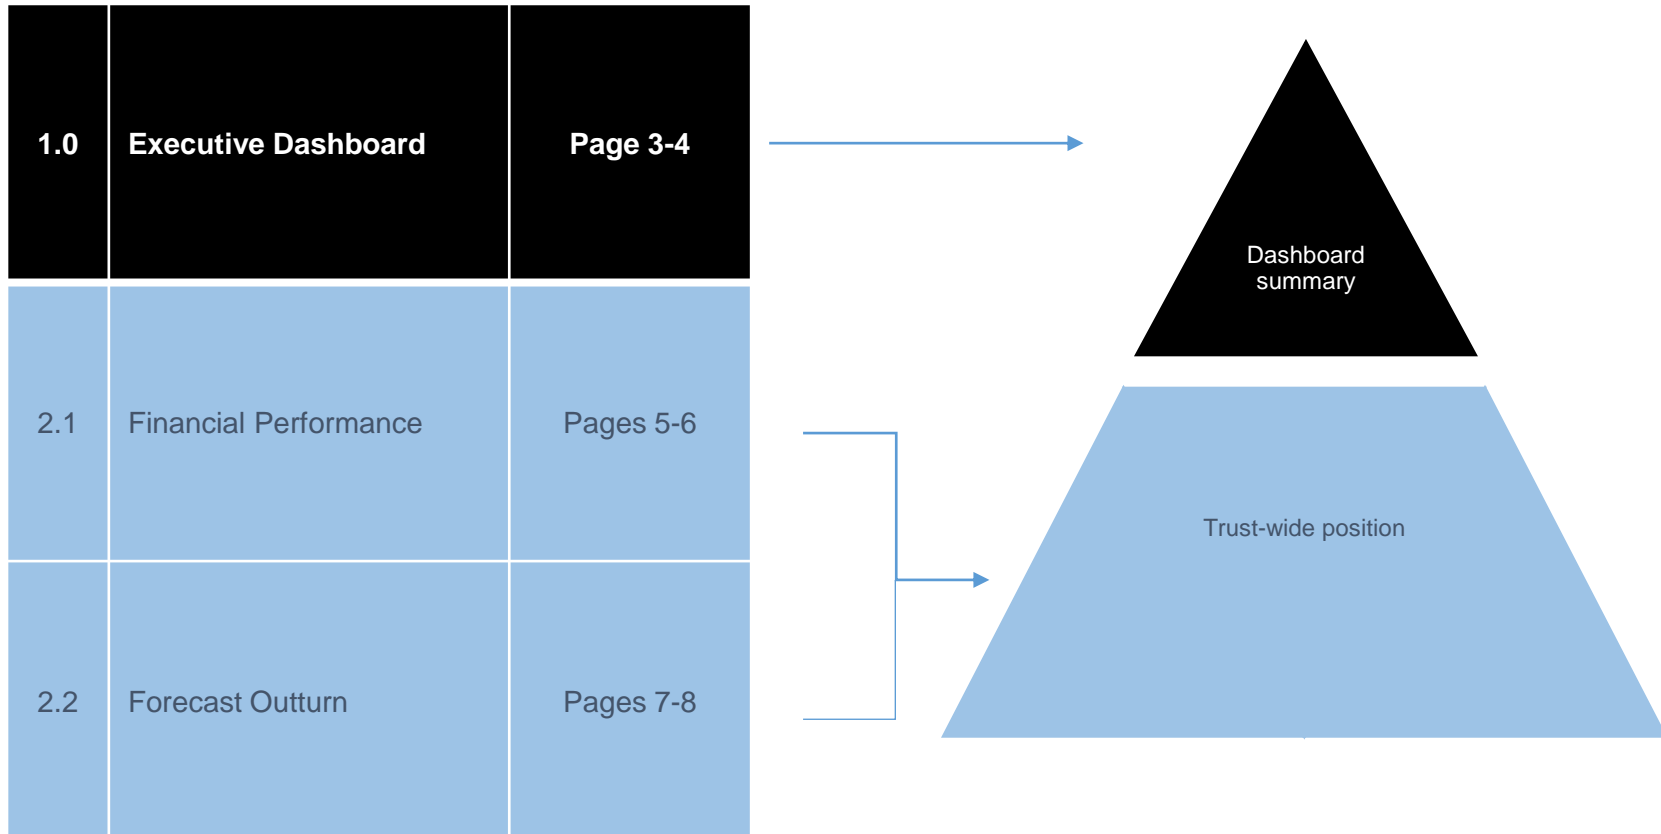 1.0 Executive Dashboard Page 3-4
Dashboard
summary
2.1 Financial Performance Pages 5-6
Trust-wide position
2.2 Forecast Outturn Pages 7-8